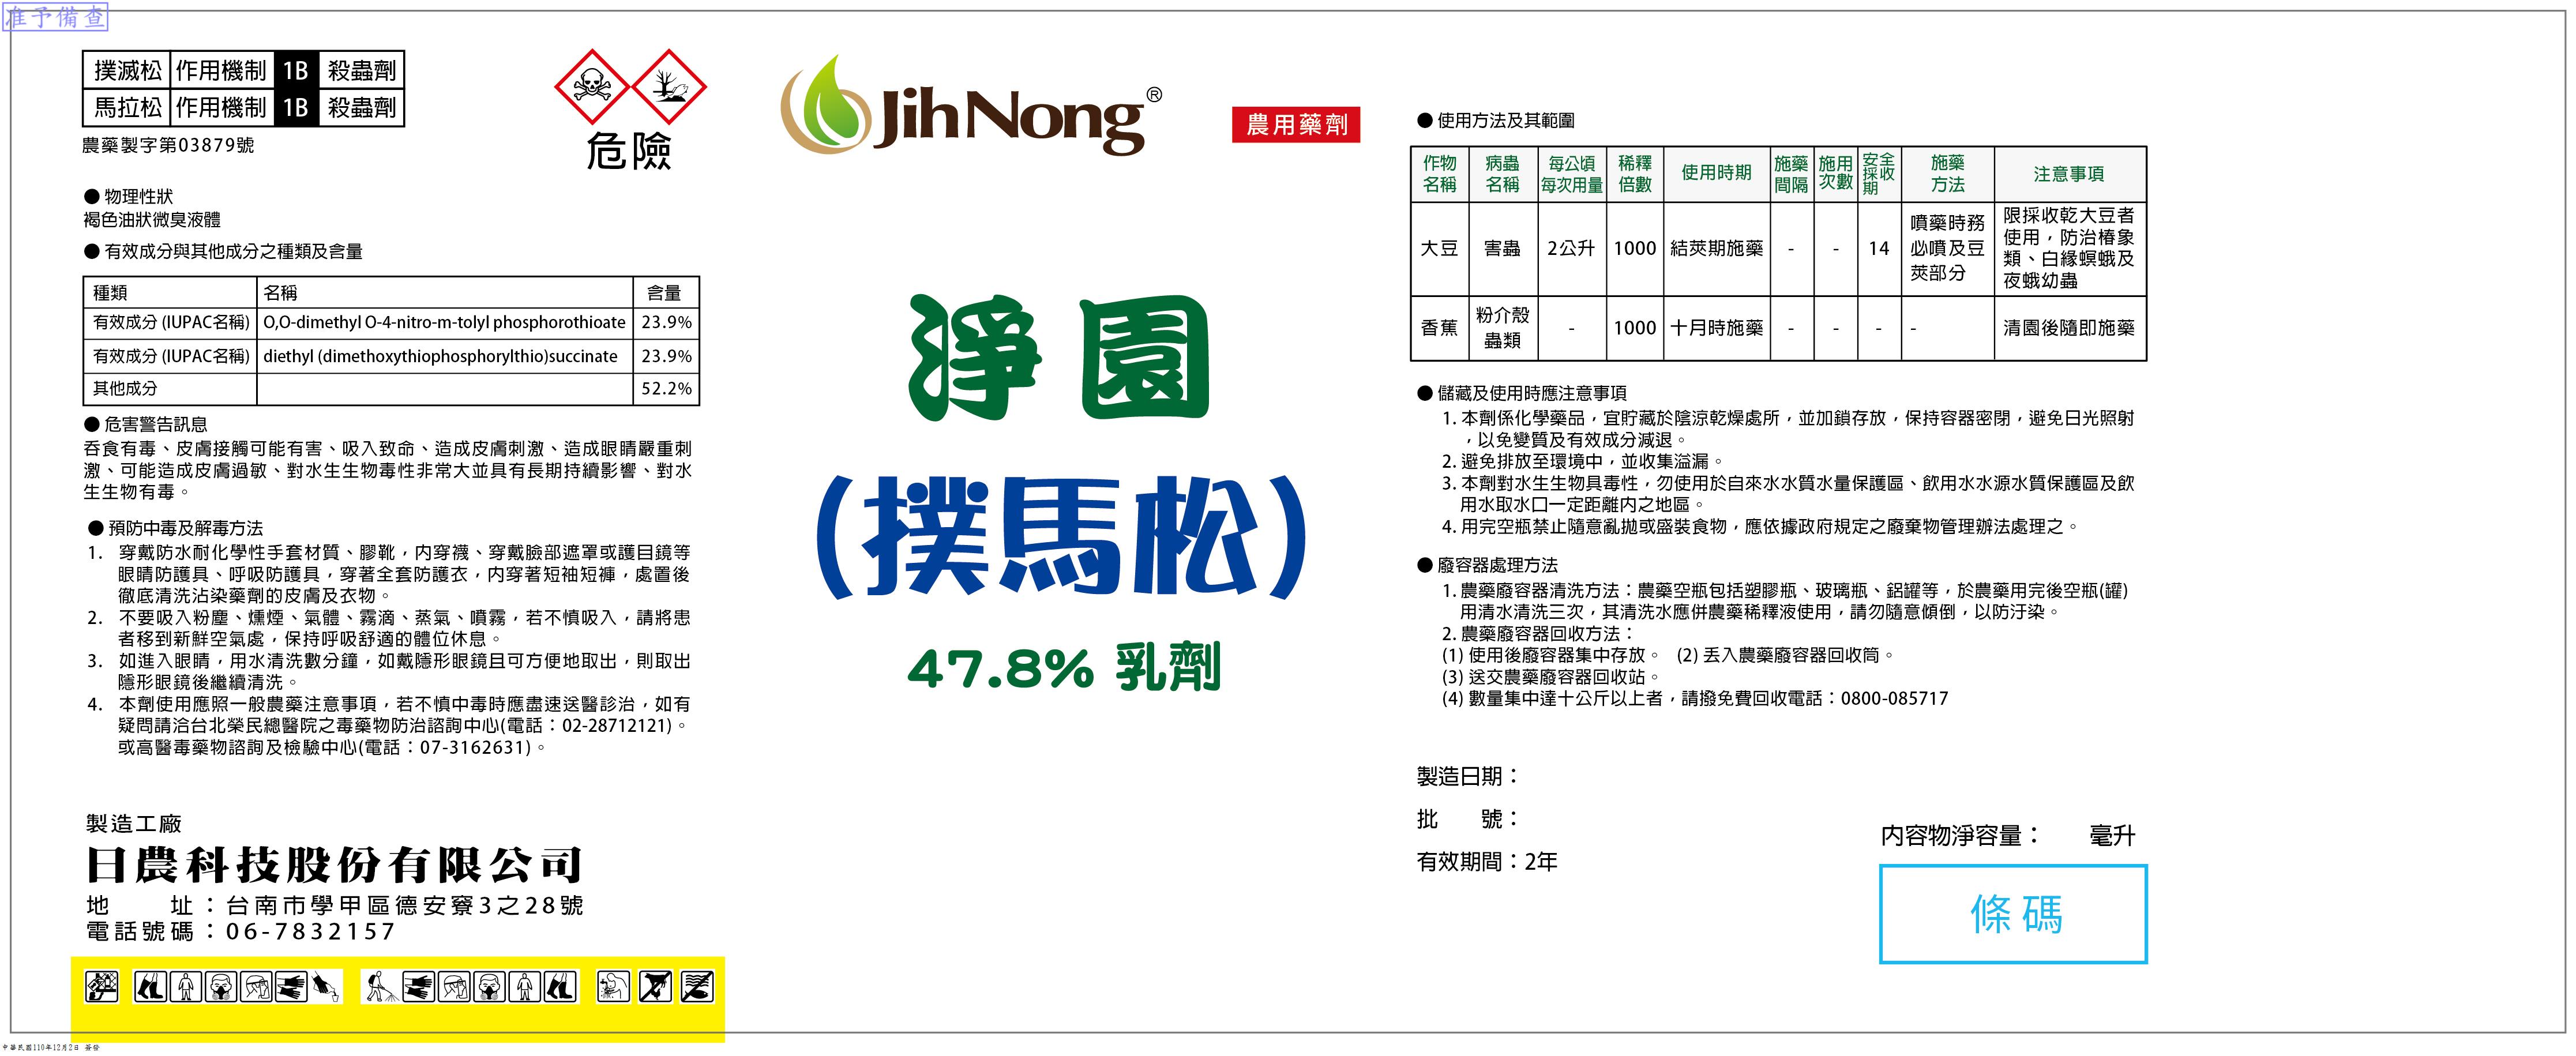 准予備查
撲滅松 作用機制 1B 殺蟲劑
馬拉松 作用機制 1B 殺蟲劑
農藥製字第03879號
危險
● 物理性狀
褐色油狀微臭液體
● 有效成分與其他成分之種類及含量
種類 名稱 含量
有效成分 (IUPAC名稱) O,O-dimethyl O-4-nitro-m-tolyl phosphorothioate 23.9%
有效成分 (IUPAC名稱) diethyl (dimethoxythiophosphorylthio)succinate 23.9%
其他成分 52.2%
● 危害警告訊息
吞食有毒、皮膚接觸可能有害、吸入致命、造成皮膚刺激、造成眼睛嚴重刺
激、可能造成皮膚過敏、對水生生物毒性非常大並具有長期持續影響、對水
生生物有毒。
● 預防中毒及解毒方法
1. 穿戴防水耐化學性手套材質、膠靴，內穿襪、穿戴臉部遮罩或護目鏡等
眼睛防護具、呼吸防護具，穿著全套防護衣，內穿著短袖短褲，處置後
徹底清洗沾染藥劑的皮膚及衣物。
2. 不要吸入粉塵、燻煙、氣體、霧滴、蒸氣、噴霧，若不慎吸入，請將患
者移到新鮮空氣處，保持呼吸舒適的體位休息。
3. 如進入眼睛，用水清洗數分鐘，如戴隱形眼鏡且可方便地取出，則取出
隱形眼鏡後繼續清洗。
4. 本劑使用應照一般農藥注意事項，若不慎中毒時應盡速送醫診治，如有
疑問請洽台北榮民總醫院之毒藥物防治諮詢中心(電話：02-28712121)。
或高醫毒藥物諮詢及檢驗中心(電話：07-3162631)。
製造工廠
日農科技股份有限公司
地　　址：台南市學甲區德安寮3之28號
電話號碼：06-7832157
中華民國110年12月2日 簽發
JihNong®
農用藥劑
淨園
(撲馬松)
47.8% 乳劑
● 使用方法及其範圍
作物名稱 病蟲名稱 每公頃每次用量 稀釋倍數 使用時期 施藥間隔 施用次數 安全採收期 施藥方法 注意事項
大豆 害蟲 2公升 1000 結莢期施藥 - - 14 噴藥時務必噴及豆莢部分 限採收乾大豆者使用，防治椿象類、白緣螟蛾及夜蛾幼蟲
香蕉 粉介殼蟲類 - 1000 十月時施藥 - - - - 清園後隨即施藥
● 儲藏及使用時應注意事項
1. 本劑係化學藥品，宜貯藏於陰涼乾燥處所，並加鎖存放，保持容器密閉，避免日光照射
，以免變質及有效成分減退。
2. 避免排放至環境中，並收集溢漏。
3. 本劑對水生生物具毒性，勿使用於自來水水質水量保護區、飲用水水源水質保護區及飲
用水取水口一定距離內之地區。
4. 用完空瓶禁止隨意亂拋或盛裝食物，應依據政府規定之廢棄物管理辦法處理之。
● 廢容器處理方法
1. 農藥廢容器清洗方法：農藥空瓶包括塑膠瓶、玻璃瓶、鋁罐等，於農藥用完後空瓶(罐)
用清水清洗三次，其清洗水應併農藥稀釋液使用，請勿隨意傾倒，以防汙染。
2. 農藥廢容器回收方法：
(1) 使用後廢容器集中存放。 (2) 丟入農藥廢容器回收筒。
(3) 送交農藥廢容器回收站。
(4) 數量集中達十公斤以上者，請撥免費回收電話：0800-085717
製造日期：
批　　號：
有效期間：2年
內容物淨容量：　　毫升
條碼